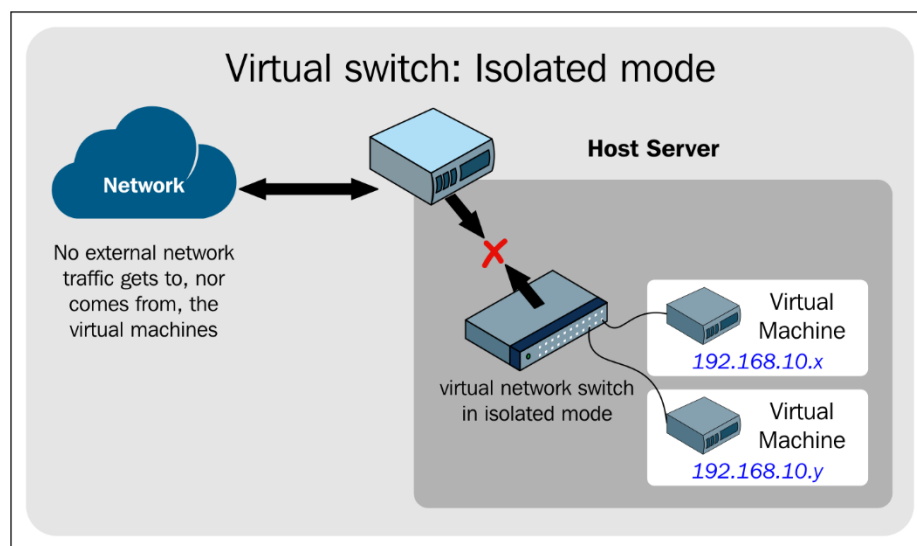 Virtual switch: Isolated mode
Host Server
Network
No external network
traffic gets to, nor
comes from, the
virtual machines
virtual network switch
in isolated mode
Virtual
Machine
192.168.10.x
Virtual
Machine
192.168.10.y